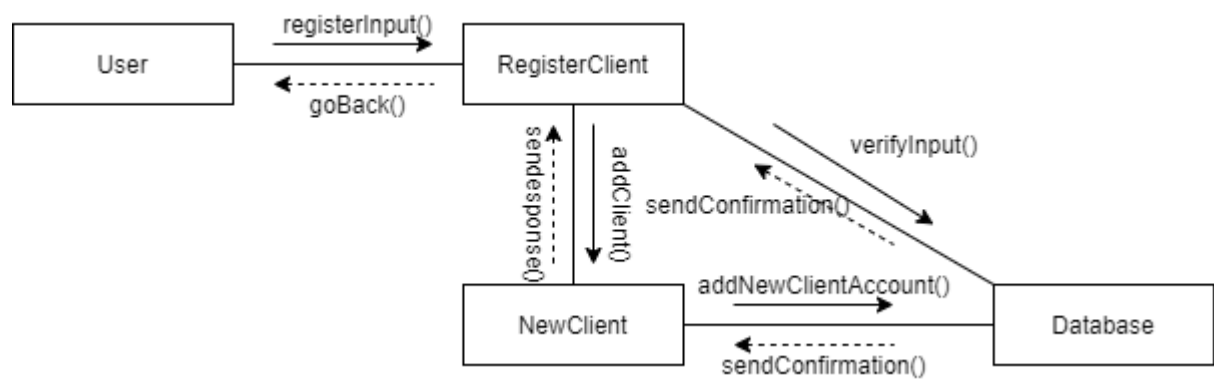 registerInput()
User
RegisterClient
goBack()
verifyInput()
sendesponse()
addClient()
sendConfirmation()
addNewClientAccount()
NewClient
Database
sendConfirmation()